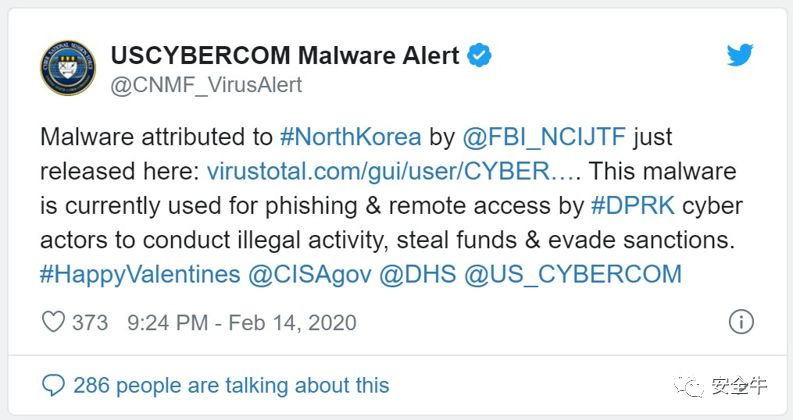 USCYBERCOM Malware Alert
@CNMF_VirusAlert
Malware attributed to #NorthKorea by @FBI_NCIJTF just
released here: virustotal.com/gui/user/CYBER…. This malware
is currently used for phishing & remote access by #DPRK cyber
actors to conduct illegal activity, steal funds & evade sanctions.
#HappyValentines @CISAgov @DHS @US_CYBERCOM
373 9:24 PM - Feb 14, 2020
286 people are talking about this
安全牛